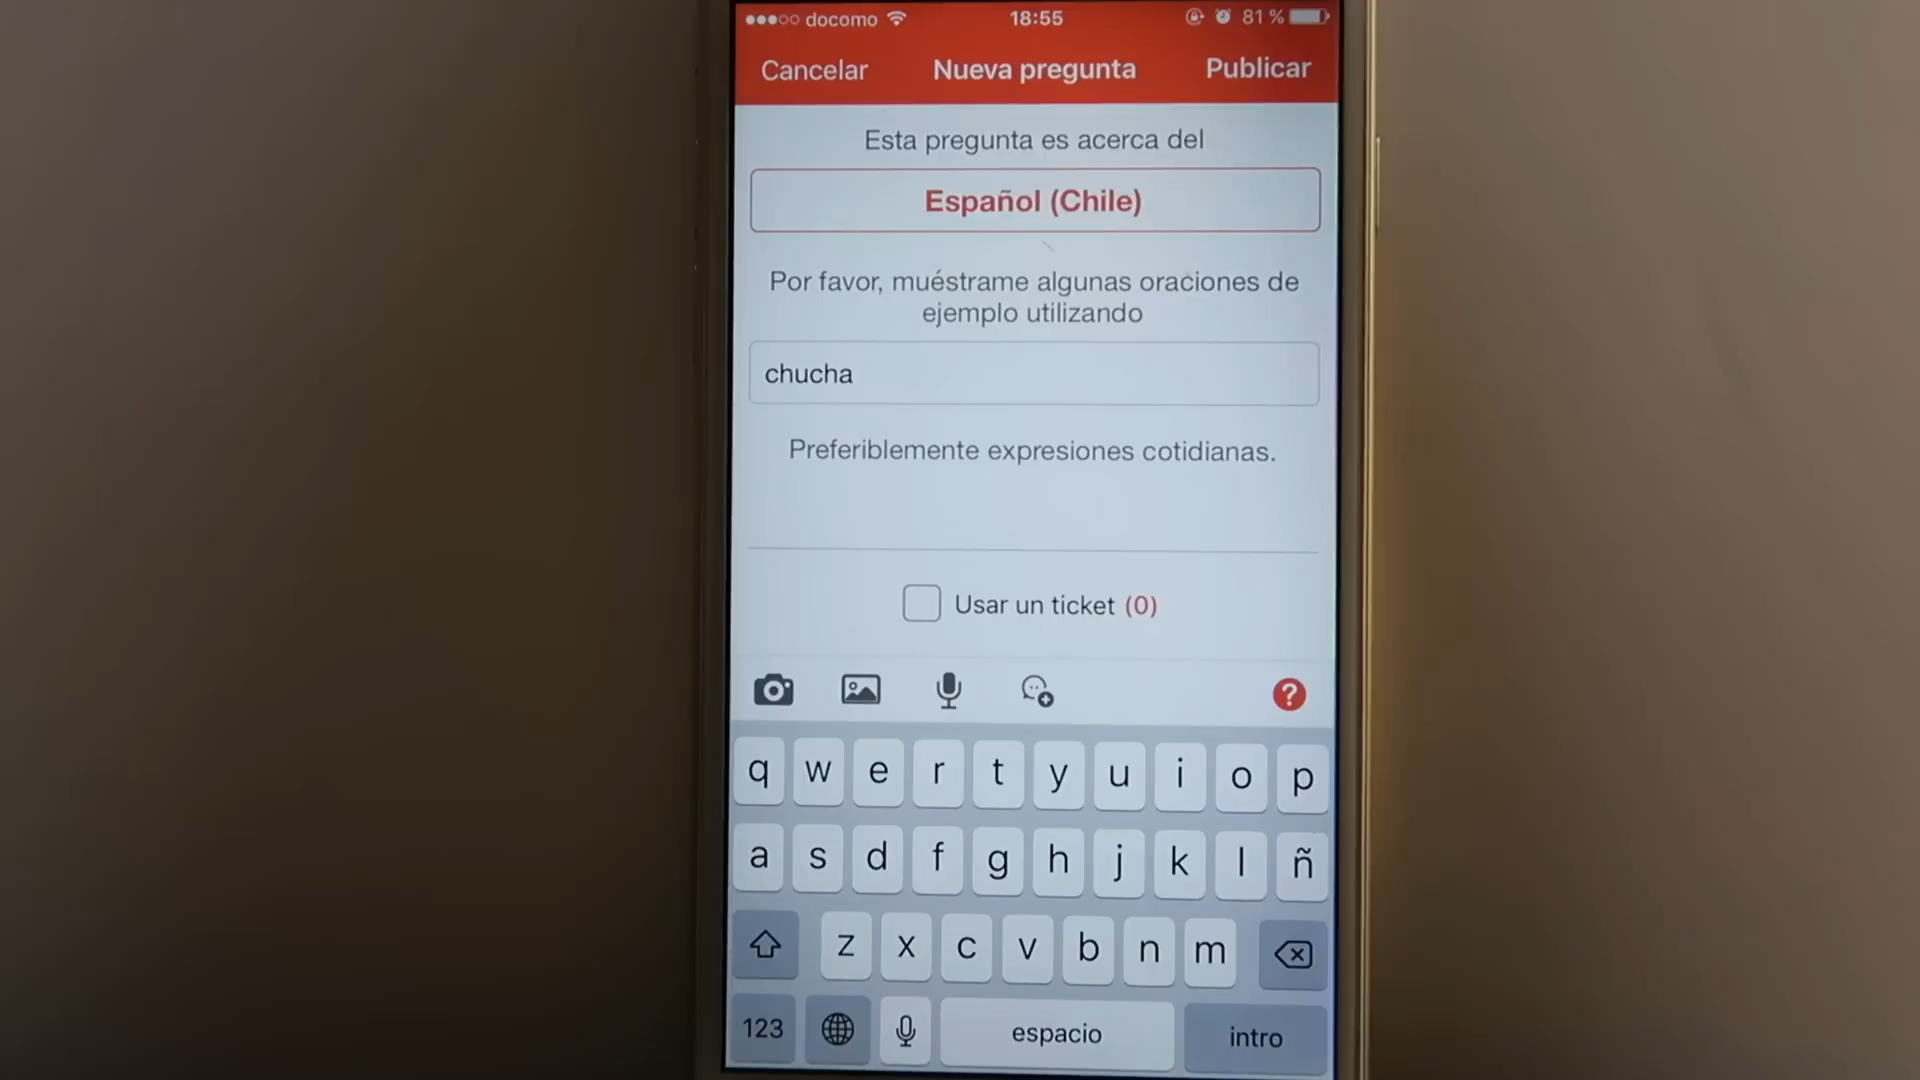 docomo 18:55 81 %
Cancelar Nueva pregunta Publicar
Esta pregunta es acerca del
Español (Chile)
Por favor, muéstrame algunas oraciones de
ejemplo utilizando
chucha
Preferiblemente expresiones cotidianas.
Usar un ticket (0)
?
q w e r t y u i o p
a s d f g h j k l ñ
z x c v b n m
123 espacio intro